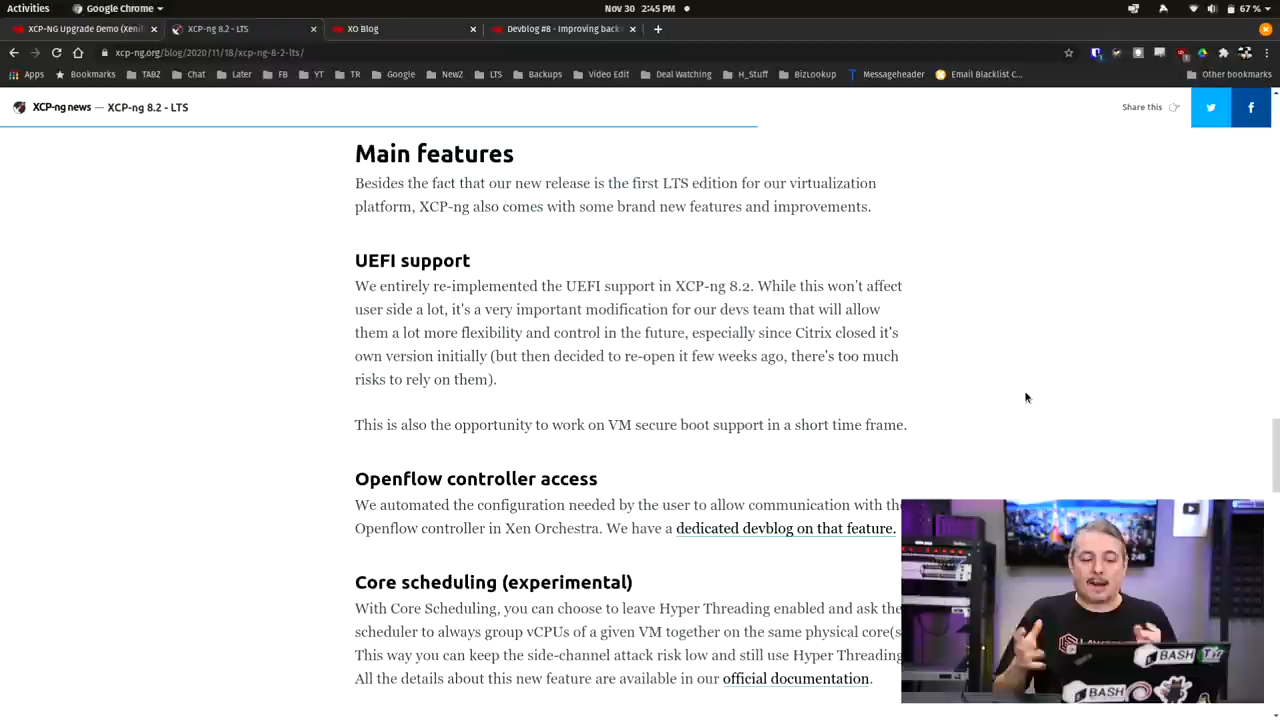 Activities
Google Chrome
Nov 30 2:45 PM
67 %
XCP-NG Upgrade Demo (Xen
XCP-ng 8.2 - LTS
XO Blog
Devblog #8 - Improving back
xcp-ng.org/blog/2020/11/18/xcp-ng-8-2-lts/
Apps
Bookmarks
TABZ
Chat
Later
FB
YT
TR
Google
NewZ
LTS
Backups
Video Edit
Deal Watching
H_Stuff
BizLookup
Messageheader
Email Blacklist C...
Other bookmarks
XCP-ng news — XCP-ng 8.2 - LTS
Share this
Main features
Besides the fact that our new release is the first LTS edition for our virtualization
platform, XCP-ng also comes with some brand new features and improvements.
UEFI support
We entirely re-implemented the UEFI support in XCP-ng 8.2. While this won't affect
user side a lot, it's a very important modification for our devs team that will allow
them a lot more flexibility and control in the future, especially since Citrix closed it's
own version initially (but then decided to re-open it few weeks ago, there's too much
risks to rely on them).
This is also the opportunity to work on VM secure boot support in a short time frame.
Openflow controller access
We automated the configuration needed by the user to allow communication with the
Openflow controller in Xen Orchestra. We have a dedicated devblog on that feature.
Core scheduling (experimental)
With Core Scheduling, you can choose to leave Hyper Threading enabled and ask the
scheduler to always group vCPUs of a given VM together on the same physical core(s
This way you can keep the side-channel attack risk low and still use Hyper Threading
All the details about this new feature are available in our official documentation.
BASH
BASH